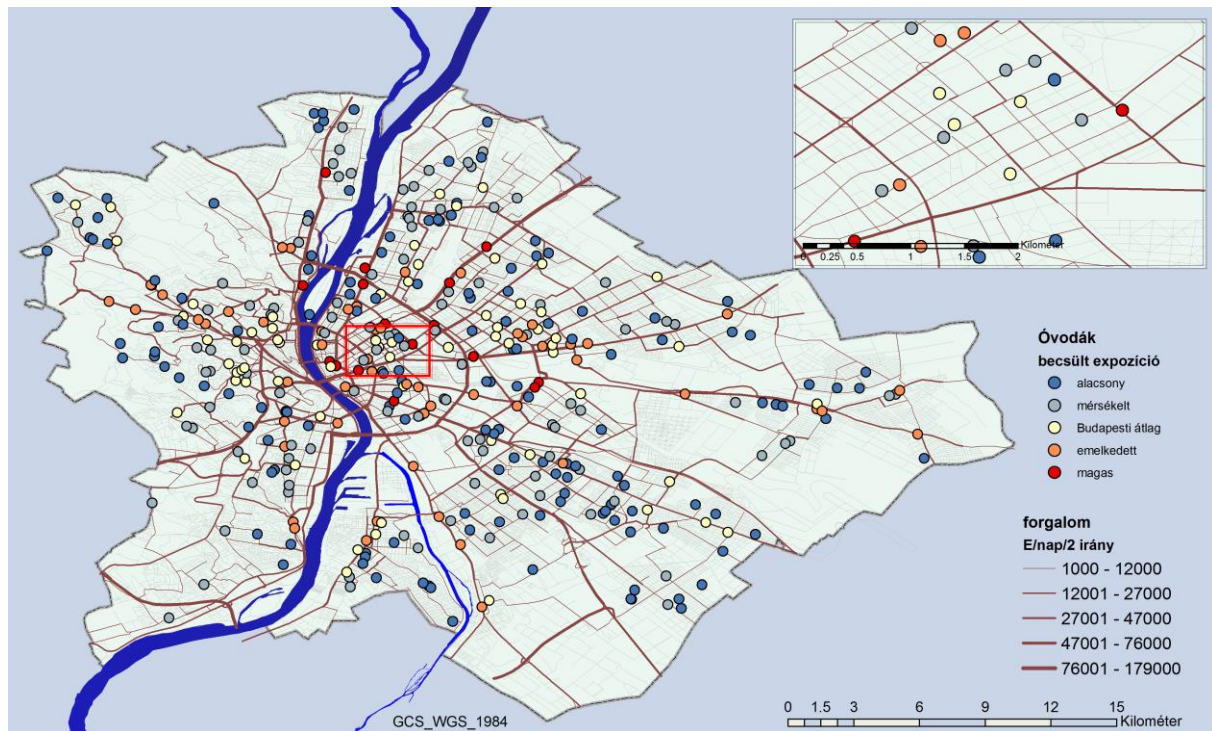 Kilométer
0 0.25 0.5 1 1.5 2
Óvodák
becsült expozíció
alacsony
mérsékelt
Budapesti átlag
emelkedett
magas
forgalom
E/nap/2 irány
1000 - 12000
12001 - 27000
27001 - 47000
47001 - 76000
76001 - 179000
GCS_WGS_1984
0 1.5 3 6 9 12 15
Kilométer